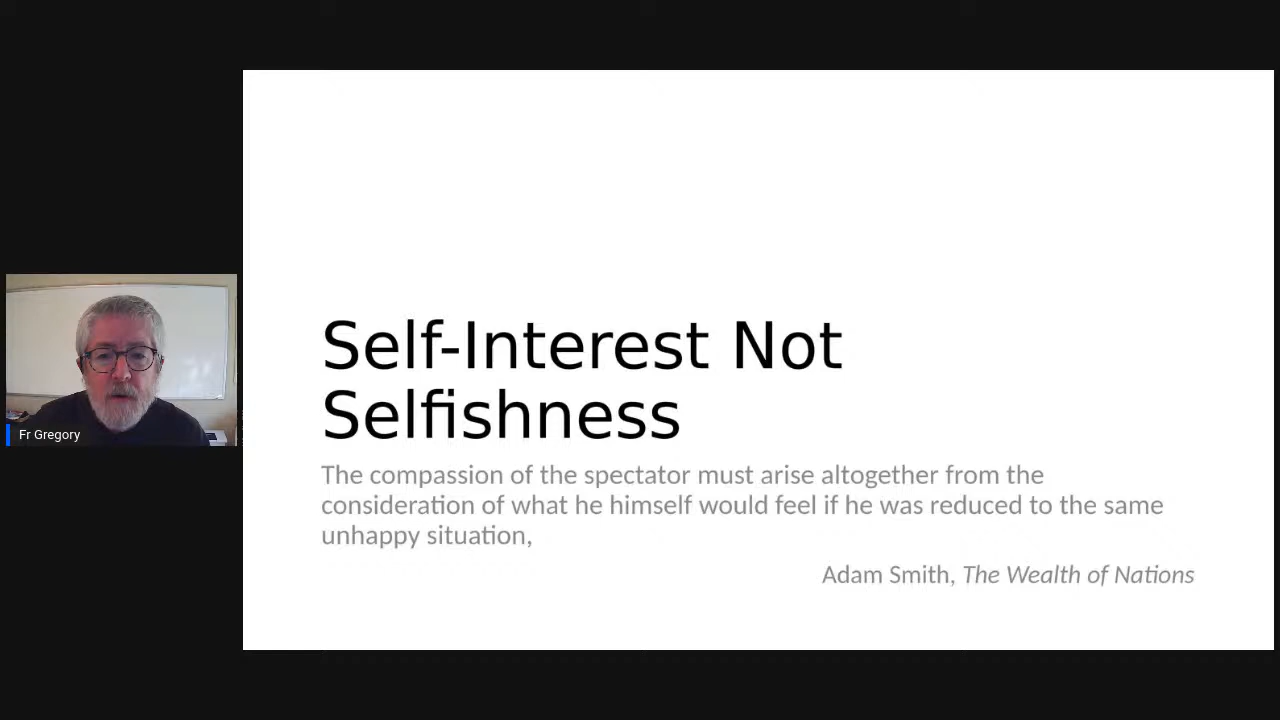 Self-Interest Not
Selfishness
The compassion of the spectator must arise altogether from the
consideration of what he himself would feel if he was reduced to the same
unhappy situation,
Adam Smith, The Wealth of Nations
Fr Gregory